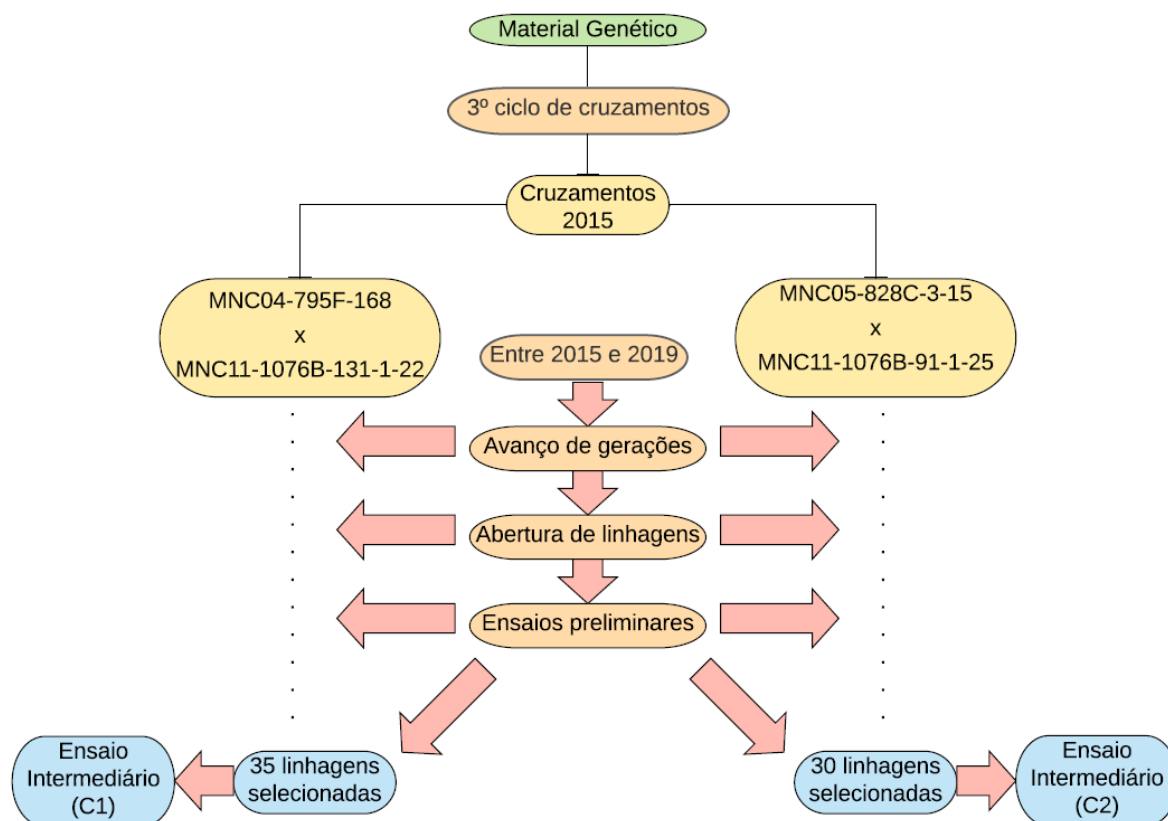 Material Genético
3º ciclo de cruzamentos
Cruzamentos
2015
MNC04-795F-168
x
MNC11-1076B-131-1-22
MNC05-828C-3-15
x
MNC11-1076B-91-1-25
Entre 2015 e 2019
Avanço de gerações
Abertura de linhagens
Ensaios preliminares
Ensaio
Intermediário
(C1)
35 linhagens
selecionadas
30 linhagens
selecionadas
Ensaio
Intermediário
(C2)